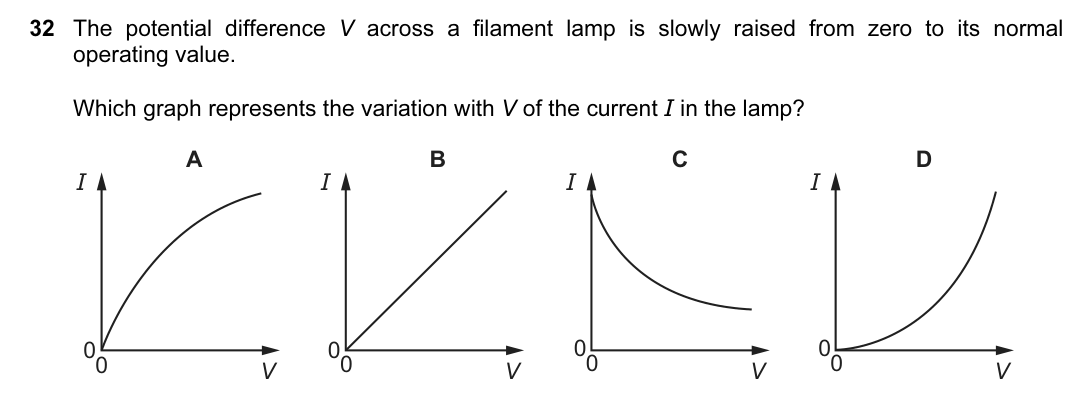 32 The potential difference V across a filament lamp is slowly raised from zero to its normal
operating value.
Which graph represents the variation with V of the current I in the lamp?
A B C D
I I I I
0 0 0 0
0 0 0 0
V V V V